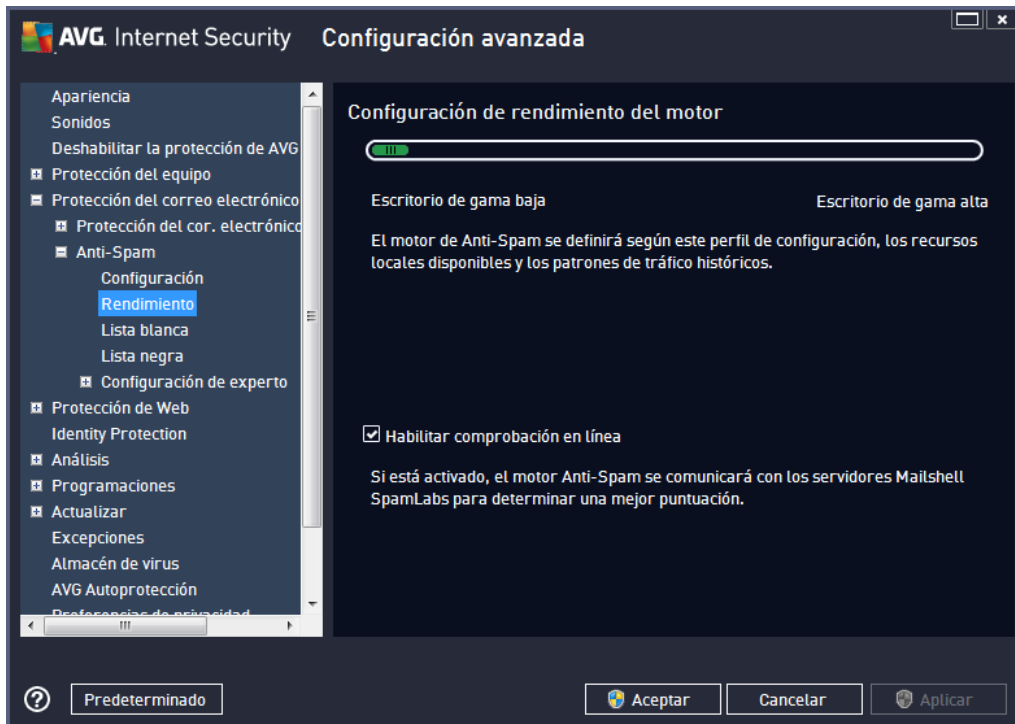 AVG. Internet Security Configuración avanzada
Apariencia
Sonidos
Deshabilitar la protección de AVG
Protección del equipo
Protección del correo electrónico
Protección del cor. electrónic
Anti-Spam
Configuración
Rendimiento
Lista blanca
Lista negra
Configuración de experto
Protección de Web
Identity Protection
Análisis
Programaciones
Actualizar
Excepciones
Almacén de virus
AVG Autoprotección
Preferencias de privacidad
Configuración de rendimiento del motor
Escritorio de gama baja
Escritorio de gama alta
El motor de Anti-Spam se definirá según este perfil de configuración, los recursos
locales disponibles y los patrones de tráfico históricos.
Habilitar comprobación en línea
Si está activado, el motor Anti-Spam se comunicará con los servidores Mailshell
SpamLabs para determinar una mejor puntuación.
? Predeterminado
Aceptar
Cancelar
Aplicar